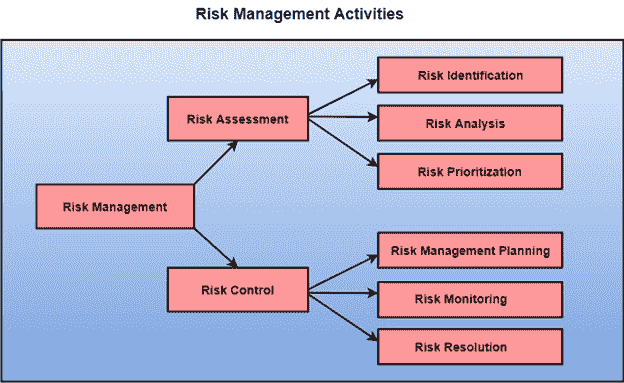 Risk Management Activities
Risk Identification
Risk Assessment
Risk Analysis
Risk Prioritization
Risk Management
Risk Management Planning
Risk Control
Risk Monitoring
Risk Resolution